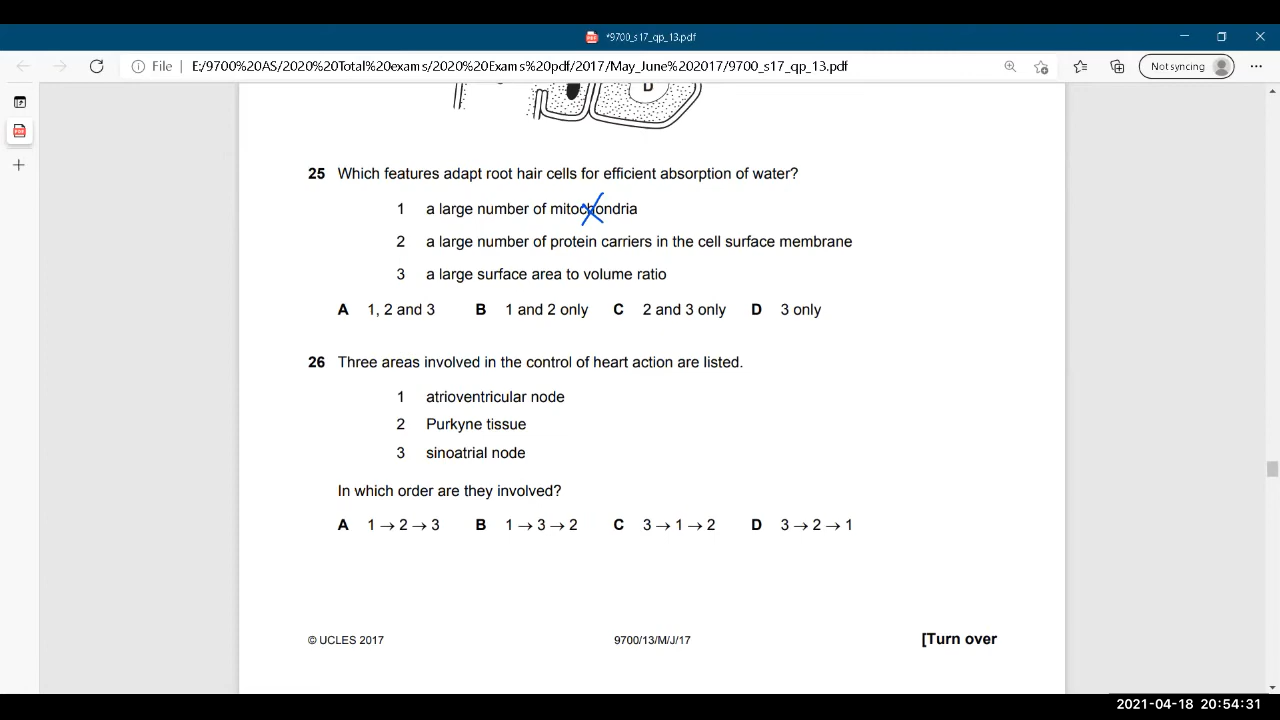 *9700_s17_qp_13.pdf
File | E:/9700%20AS/2020%20Total%20exams/2020%20Exams%20pdf/2017/May_June%202017/9700_s17_qp_13.pdf
Not syncing
D
25 Which features adapt root hair cells for efficient absorption of water?
1 a large number of mitochondria
2 a large number of protein carriers in the cell surface membrane
3 a large surface area to volume ratio
A 1, 2 and 3 B 1 and 2 only C 2 and 3 only D 3 only
26 Three areas involved in the control of heart action are listed.
1 atrioventricular node
2 Purkyne tissue
3 sinoatrial node
In which order are they involved?
A 1 → 2 → 3 B 1 → 3 → 2 C 3 → 1 → 2 D 3 → 2 → 1
© UCLES 2017 9700/13/M/J/17 [Turn over
2021-04-18 20:54:31